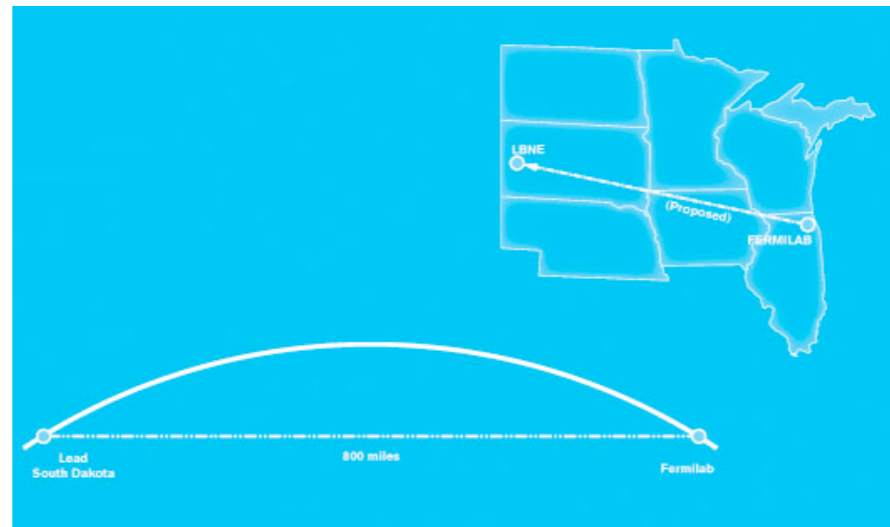 LBNE
(Proposed)
FERMILAB
Lead
South Dakota
800 miles
Fermilab